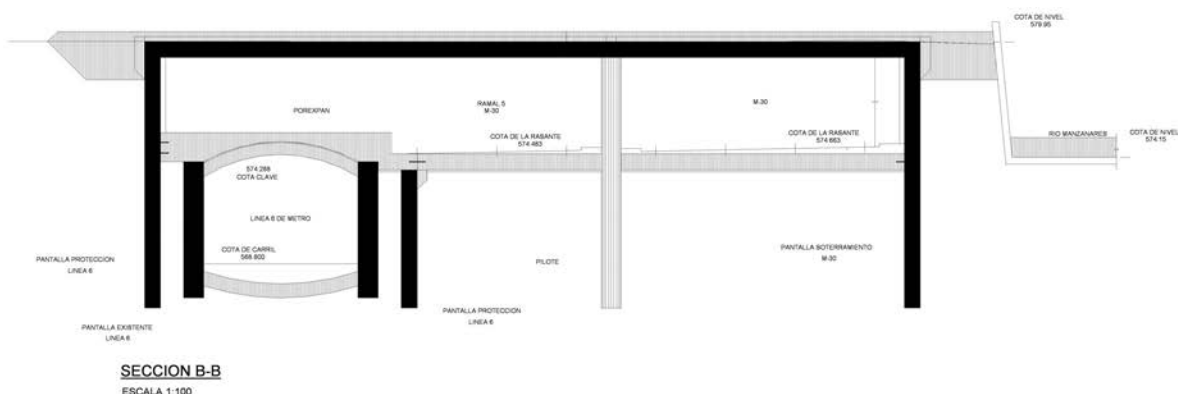 COTA DE NIVEL
579.95
POREXPAN
RAMAL 5
M-30
M-30
COTA DE LA RASANTE
574.483
COTA DE LA RASANTE
574.663
RIO MANZANARES
COTA DE NIVEL
574.15
574.288
COTA CLAVE
LINEA 6 DE METRO
COTA DE CARRIL
568.800
PANTALLA PROTECCION
LINEA 6
PILOTE
PANTALLA SOTERRAMIENTO
M-30
PANTALLA PROTECCION
LINEA 6
PANTALLA EXISTENTE
LINEA 6
SECCION B-B
ESCALA 1:100